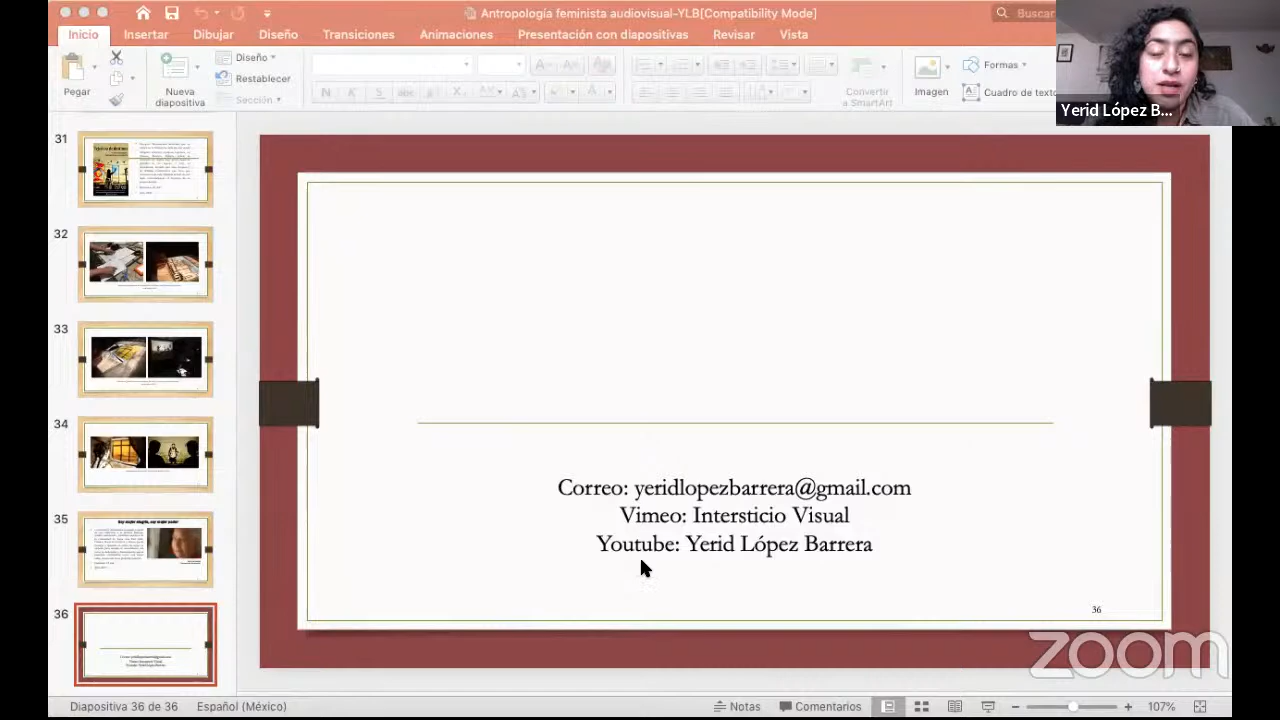 Antropología feminista audiovisual-YLB[Compatibility Mode]
Buscar
Inicio
Insertar
Dibujar
Diseño
Transiciones
Animaciones
Presentación con diapositivas
Revisar
Vista
Pegar
Nueva
diapositiva
Diseño
Restablecer
Sección
Convertir
a SmartArt
Imagen
Formas
Cuadro de texto
Yerid López B...
31
32
33
34
35
36
Correo: yeridlopezbarrera@gmail.com
Vimeo: Intersticio Visual
Youtube: Yerid López Barrera
36
zoom
Diapositiva 36 de 36
Español (México)
Notas
Comentarios
107%